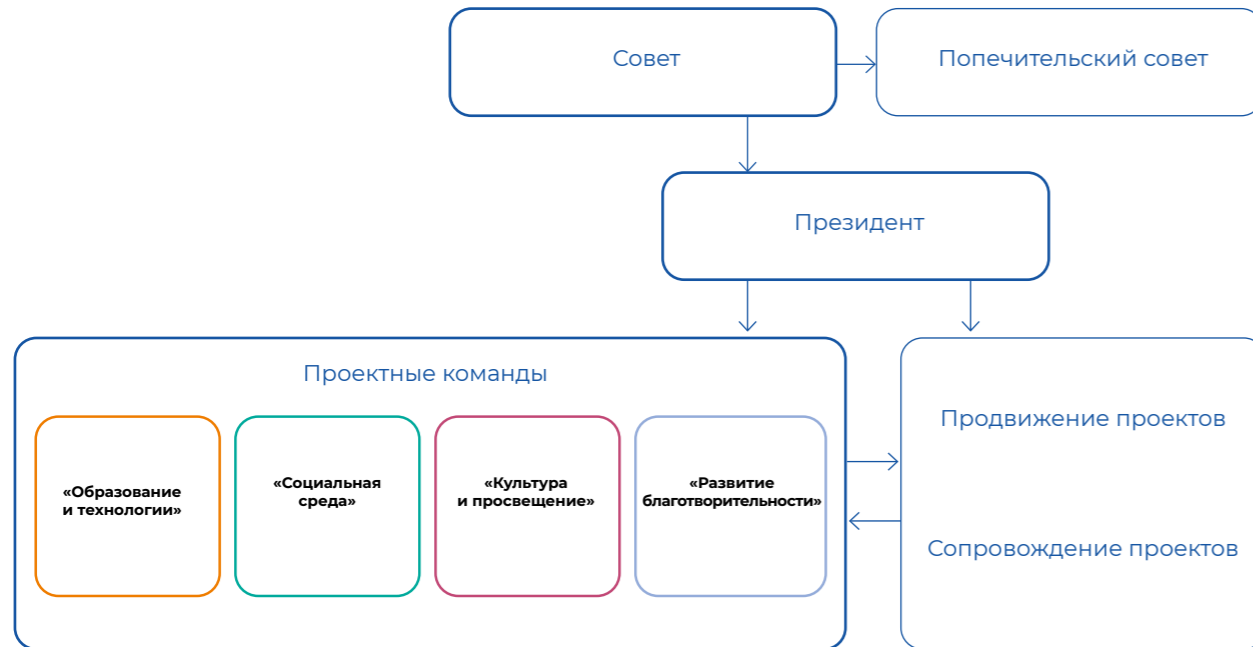 Совет
Попечительский совет
Президент
Проектные команды
«Образование
и технологии»
«Социальная
среда»
«Культура
и просвещение»
«Развитие
благотворительности»
Продвижение проектов
Сопровождение проектов